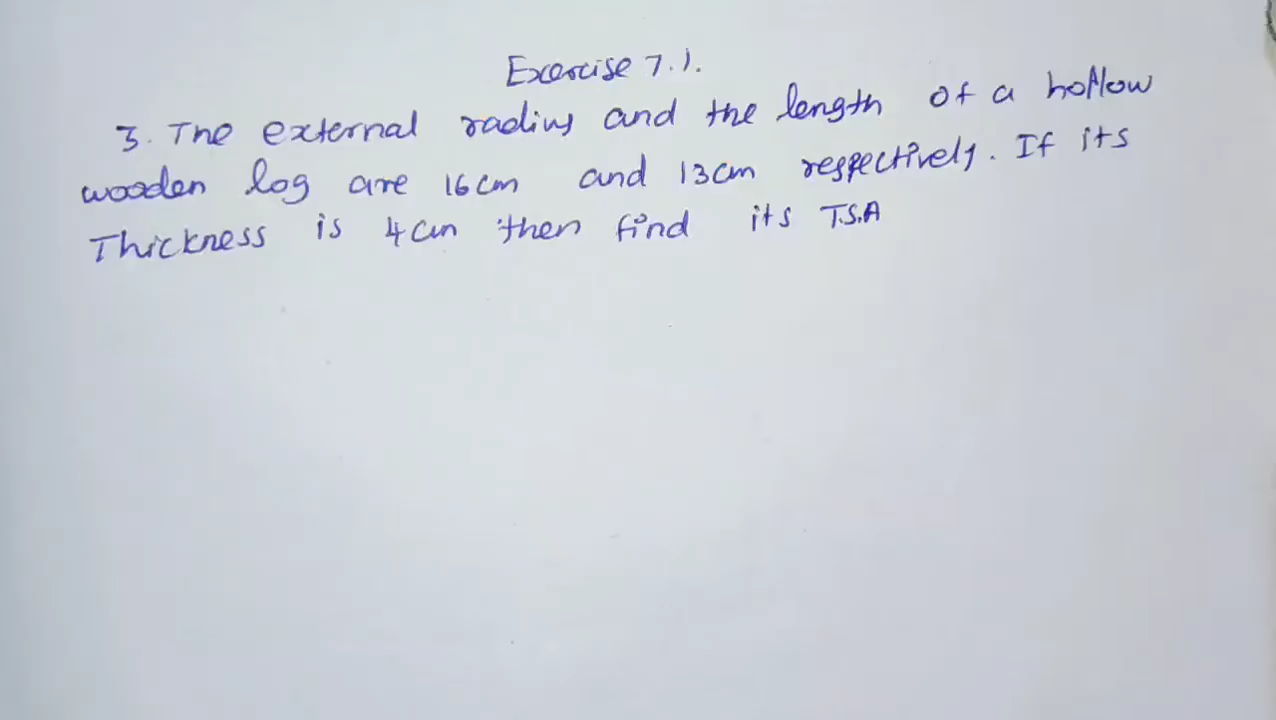 Exercise 7.1.
3. The external radius and the length of a hollow
wooden log are 16cm and 13cm respectively. If its
Thickness is 4cm then find its T.S.A